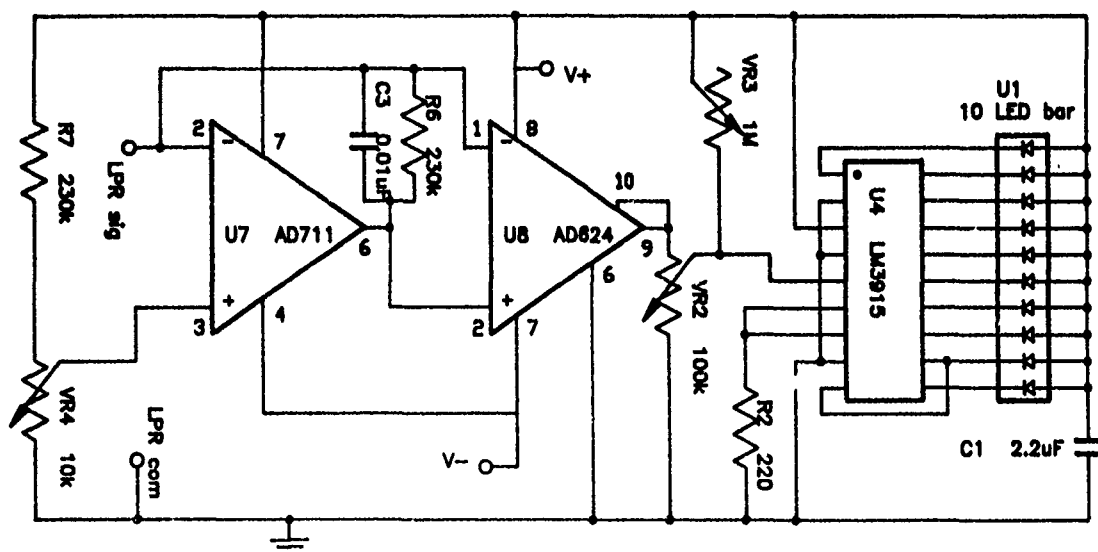 R7 230k
LPR sig
VR4 10k
LPR com
2
-
7
U7 AD711
6
+
3
4
C3 0.01uF
R6 230k
V+
8
1
-
10
U8 AD624
9
6
+
2
7
V-
VR3 1M
VR2 100k
R2 220
U1
10 LED bar
U4 LM3915
C1 2.2uF